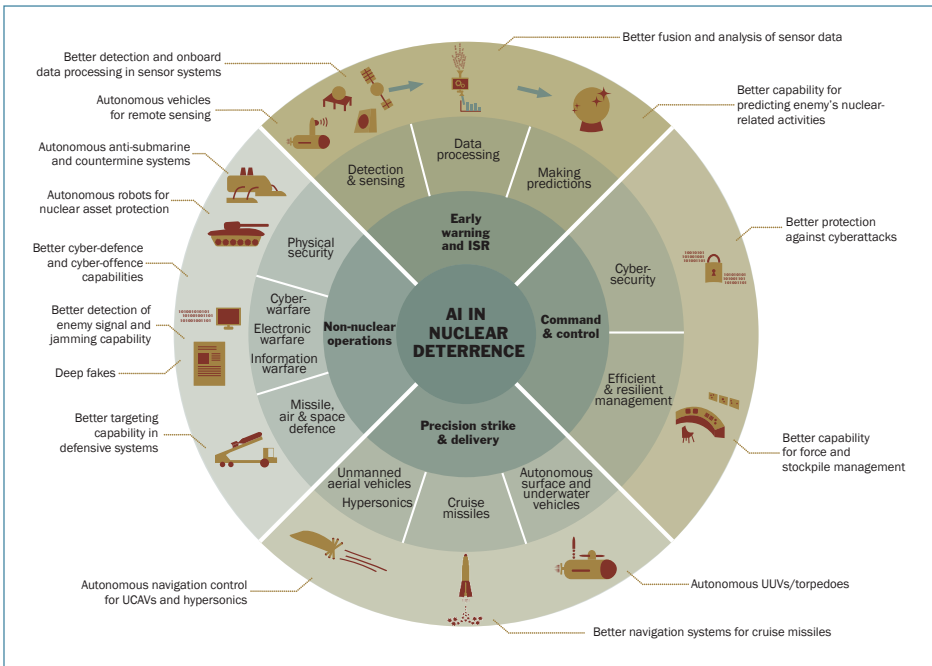 Better fusion and analysis of sensor data
Better detection and onboard
data processing in sensor systems
Better capability for
predicting enemy's nuclear-
related activities
Autonomous vehicles
for remote sensing
Autonomous anti-submarine
and countermine systems
Autonomous robots for
nuclear asset protection
Better cyber-defence
and cyber-offence
capabilities
Better detection of
enemy signal and
jamming capability
Deep fakes
Better targeting
capability in
defensive systems
Autonomous navigation control
for UCAVs and hypersonics
Better navigation systems for cruise missiles
Autonomous UUVs/torpedoes
Better capability
for force and
stockpile management
Better protection
against cyberattacks
Detection
& sensing
Data
processing
Making
predictions
Early
warning
and ISR
Physical
security
Cyber-
warfare
Electronic
warfare
Information
warfare
Missile,
air & space
defence
Non-nuclear
operations
AI IN
NUCLEAR
DETERRENCE
Command
& control
Cyber-
security
Efficient
& resilient
management
Precision strike
& delivery
Unmanned
aerial vehicles
Hypersonics
Cruise
missiles
Autonomous
surface and
underwater
vehicles